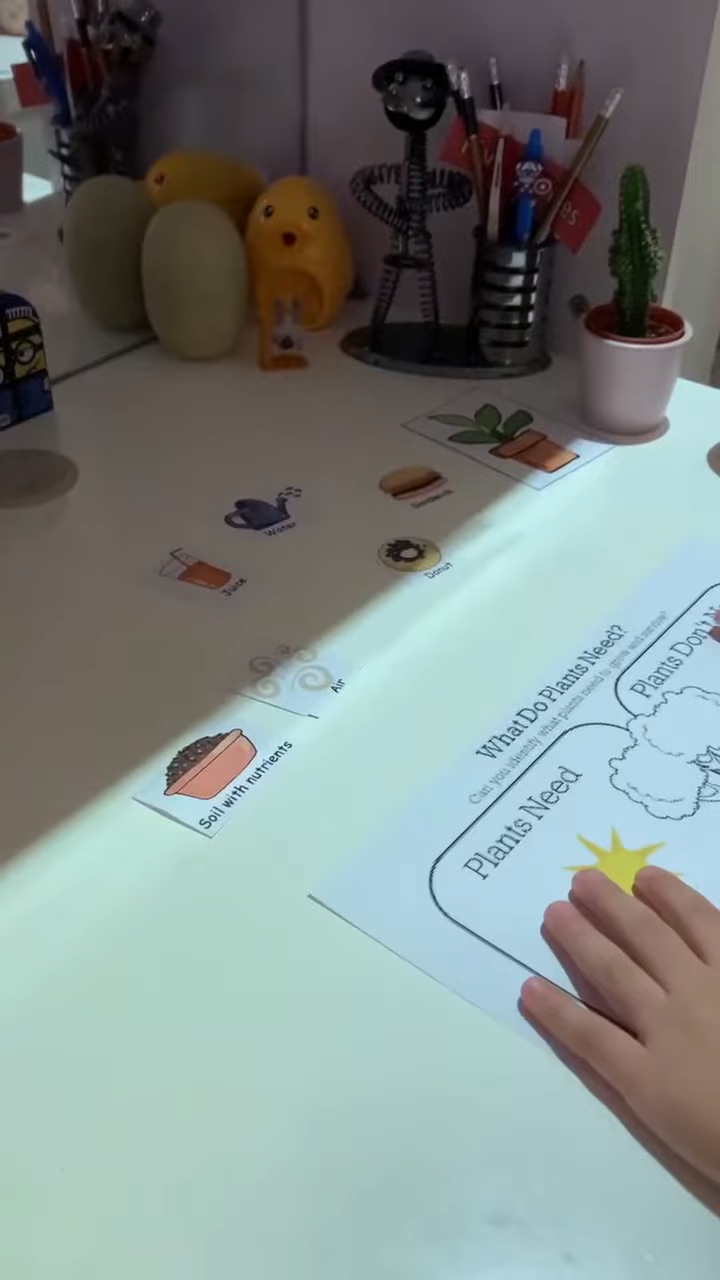 Water
Juice
Donut
Air
Soil with nutrients
What Do Plants Need?
Can you identify what plants need to grow and survive?
Plants Need
Plants Don't